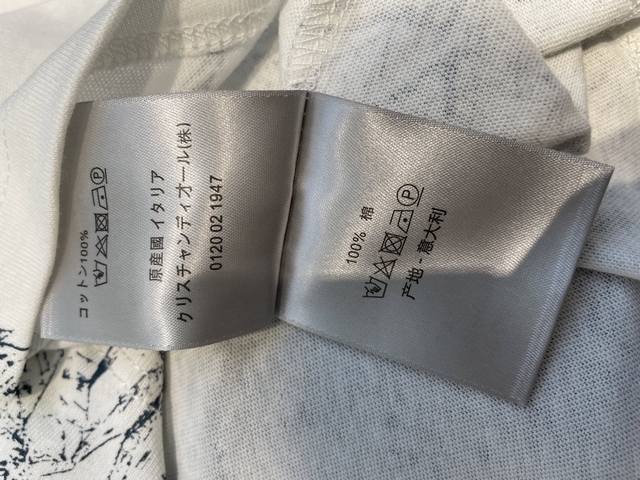 コットン100%
原産國 イタリア
クリスチャンディオール(株)
0120 02 1947
100% 棉
产地 - 意大利